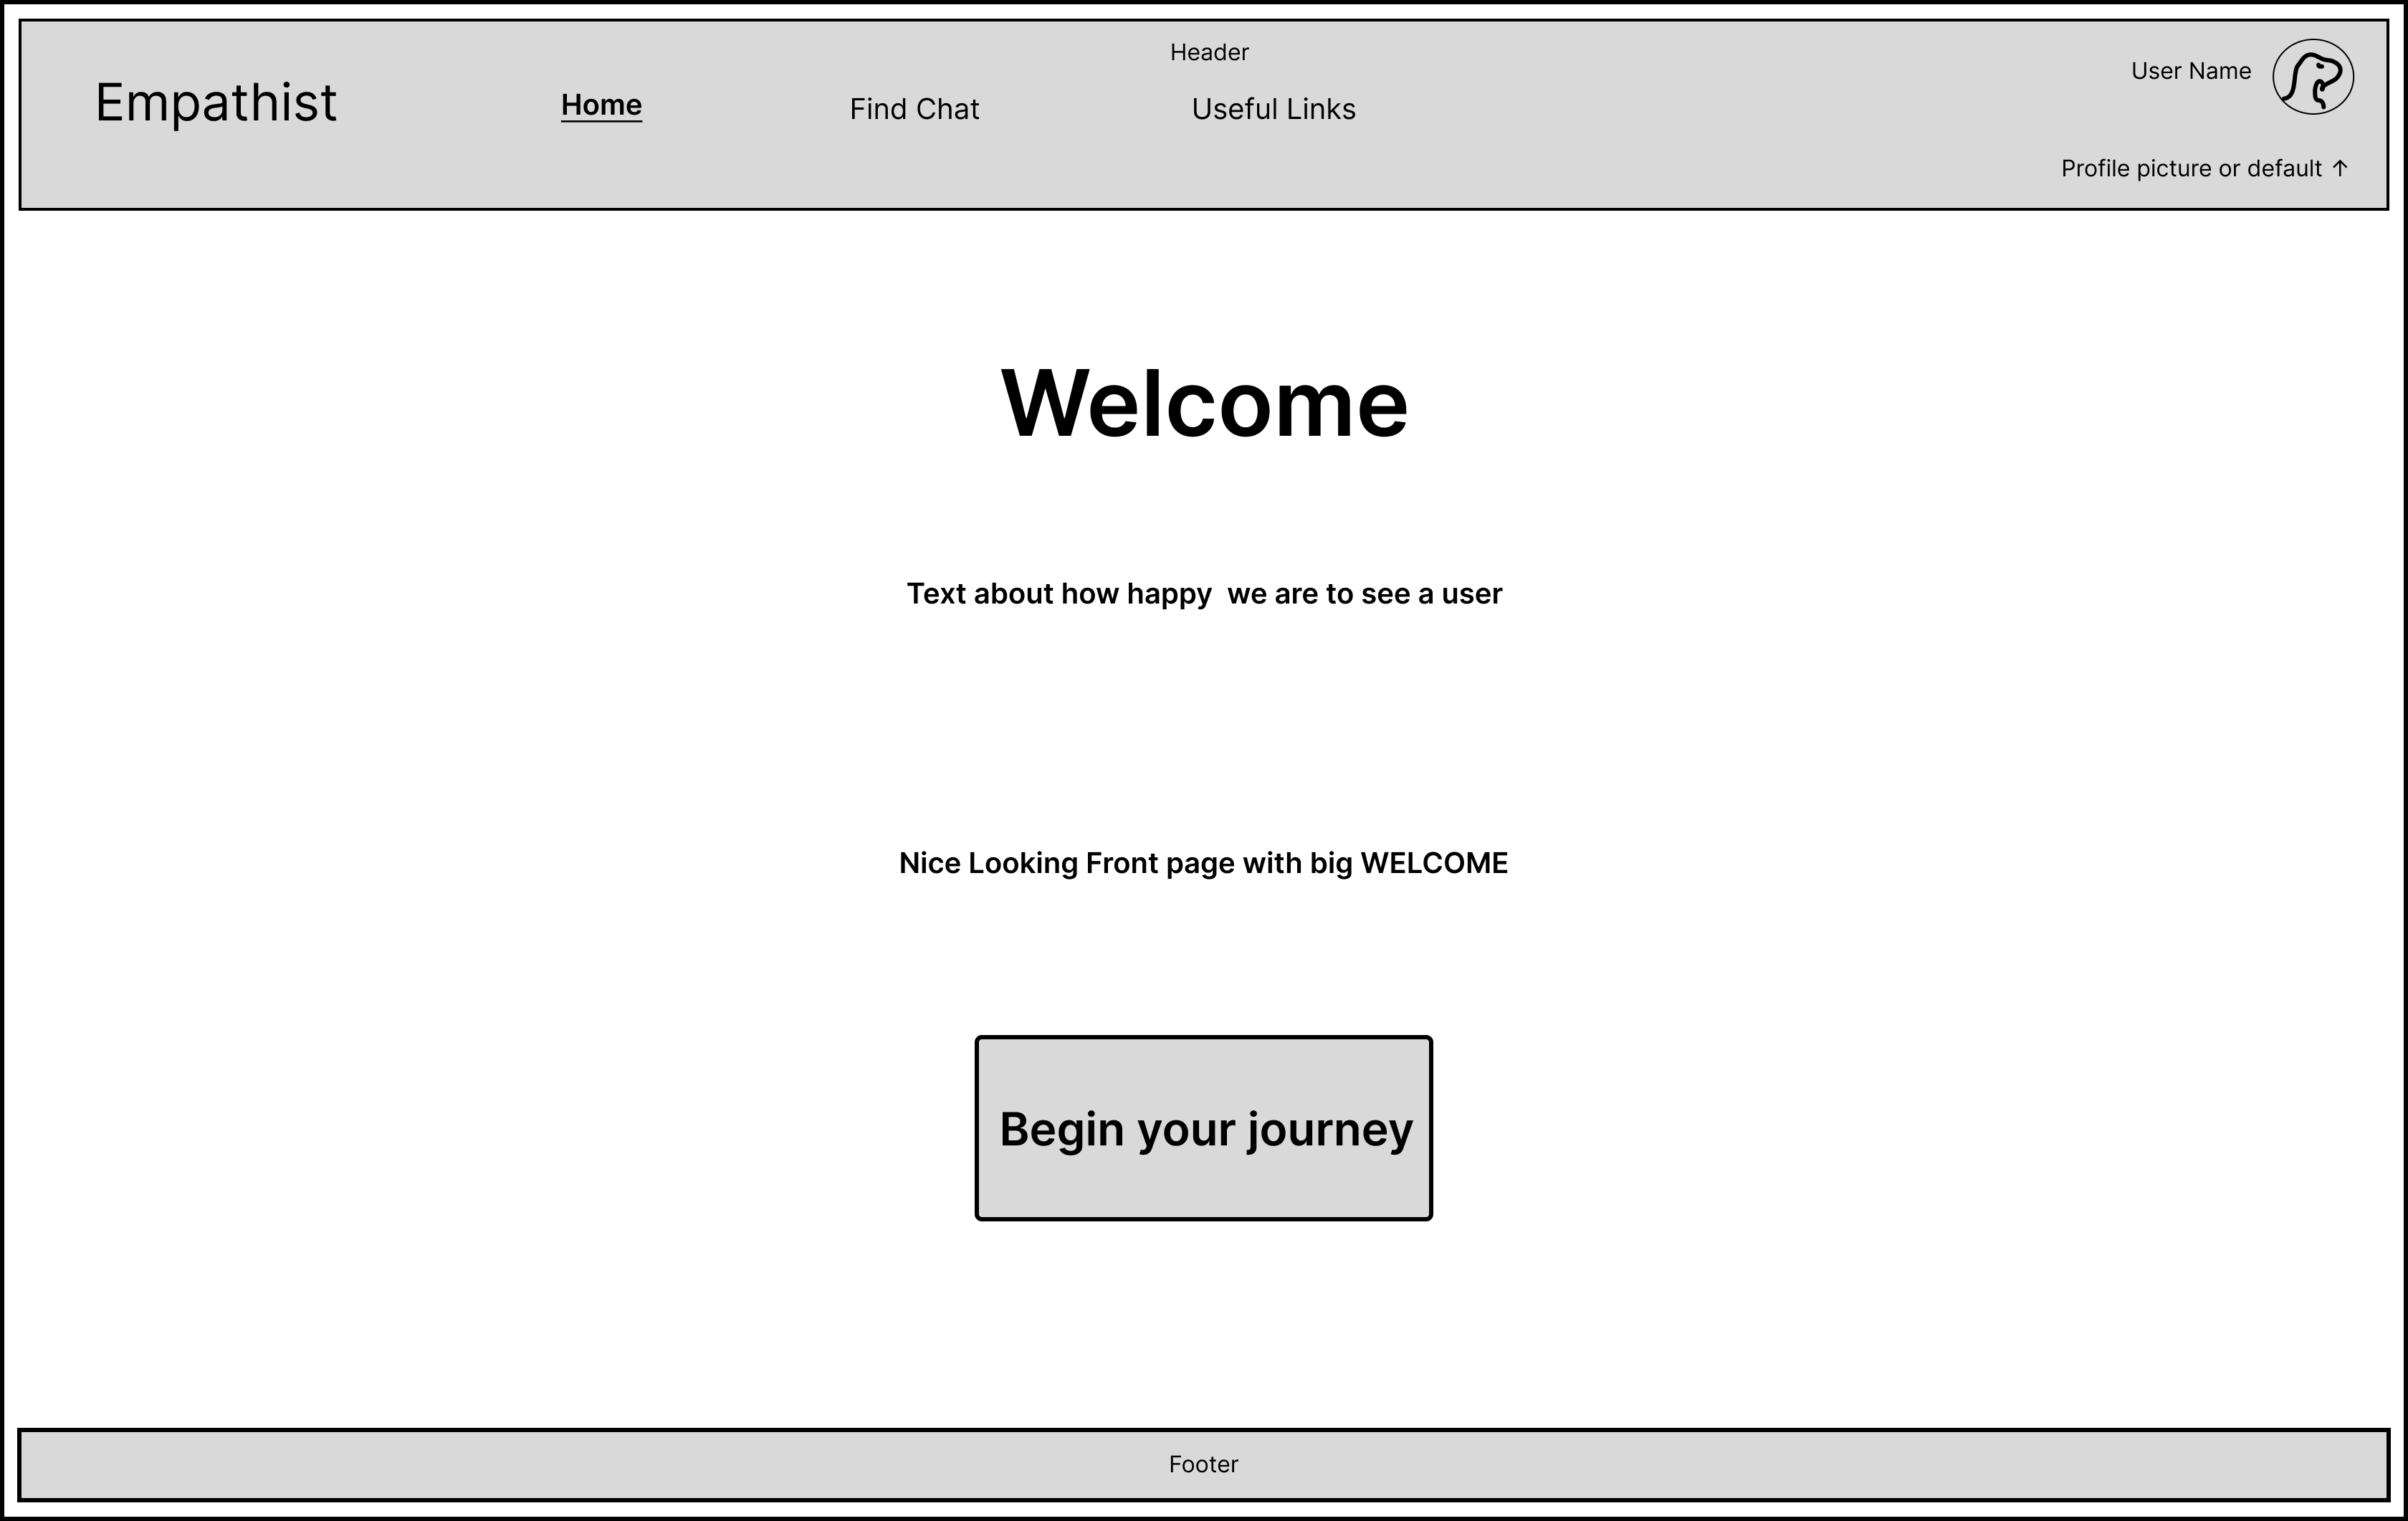 Header
Empathist
Home
Find Chat
Useful Links
User Name
Profile picture or default ↑
Welcome
Text about how happy  we are to see a user
Nice Looking Front page with big WELCOME
Begin your journey
Footer